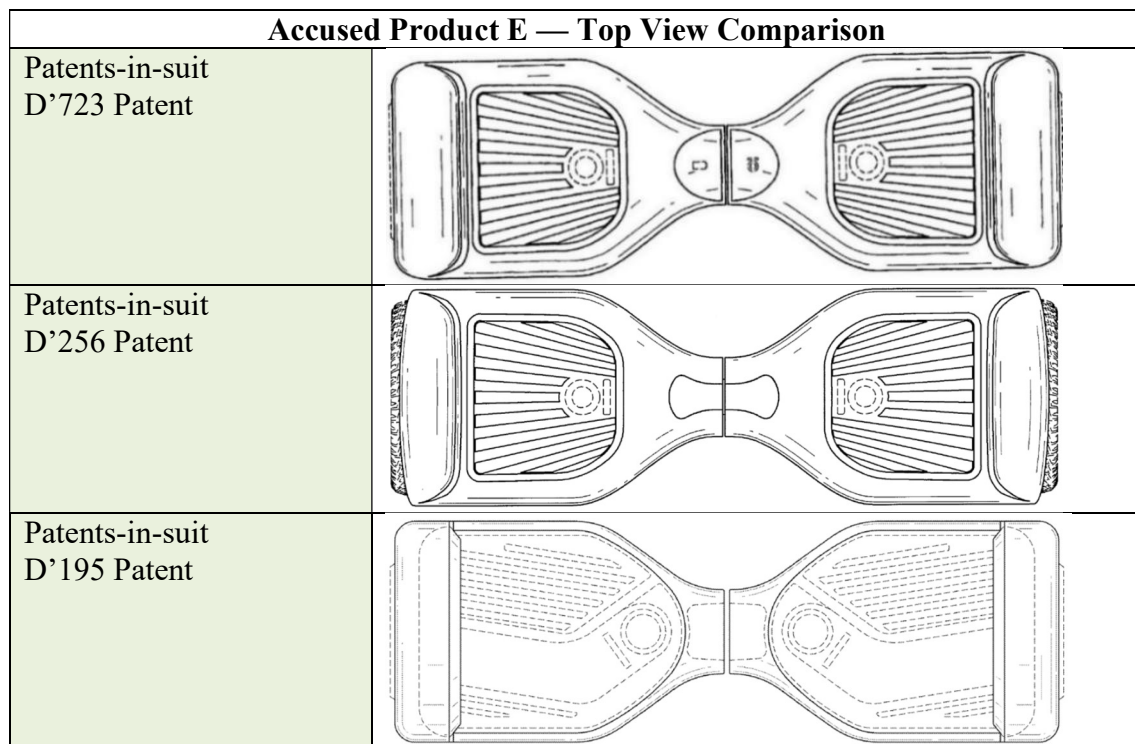 Accused Product E — Top View Comparison
Patents-in-suit
D’723 Patent
Patents-in-suit
D’256 Patent
Patents-in-suit
D’195 Patent